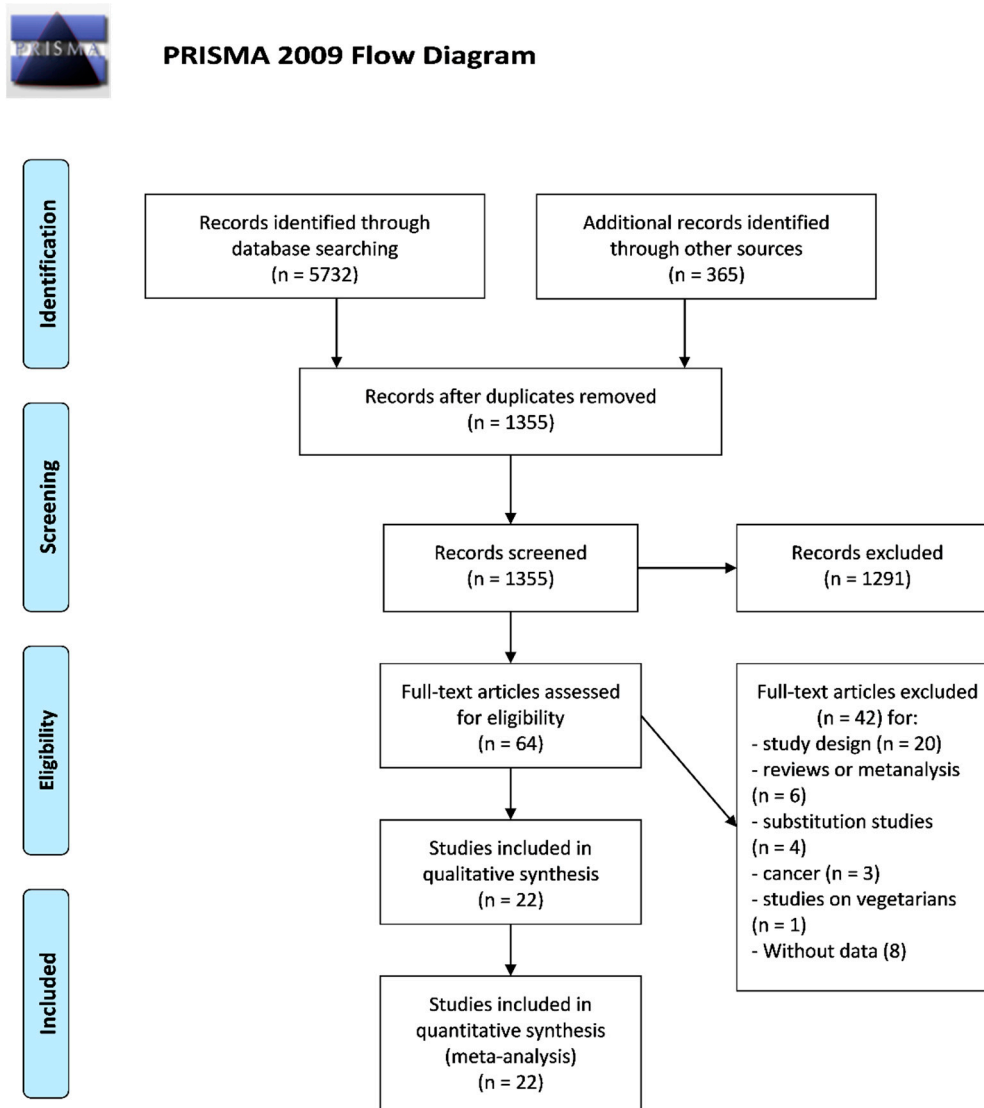 PRISMA
PRISMA 2009 Flow Diagram
Identification
Records identified through
database searching
(n = 5732)
Additional records identified
through other sources
(n = 365)
Records after duplicates removed
(n = 1355)
Screening
Records screened
(n = 1355)
Records excluded
(n = 1291)
Eligibility
Full-text articles assessed
for eligibility
(n = 64)
Full-text articles excluded
(n = 42) for:
- study design (n = 20)
- reviews or metanalysis
(n = 6)
- substitution studies
(n = 4)
- cancer (n = 3)
- studies on vegetarians
(n = 1)
- Without data (8)
Studies included in
qualitative synthesis
(n = 22)
Included
Studies included in
quantitative synthesis
(meta-analysis)
(n = 22)